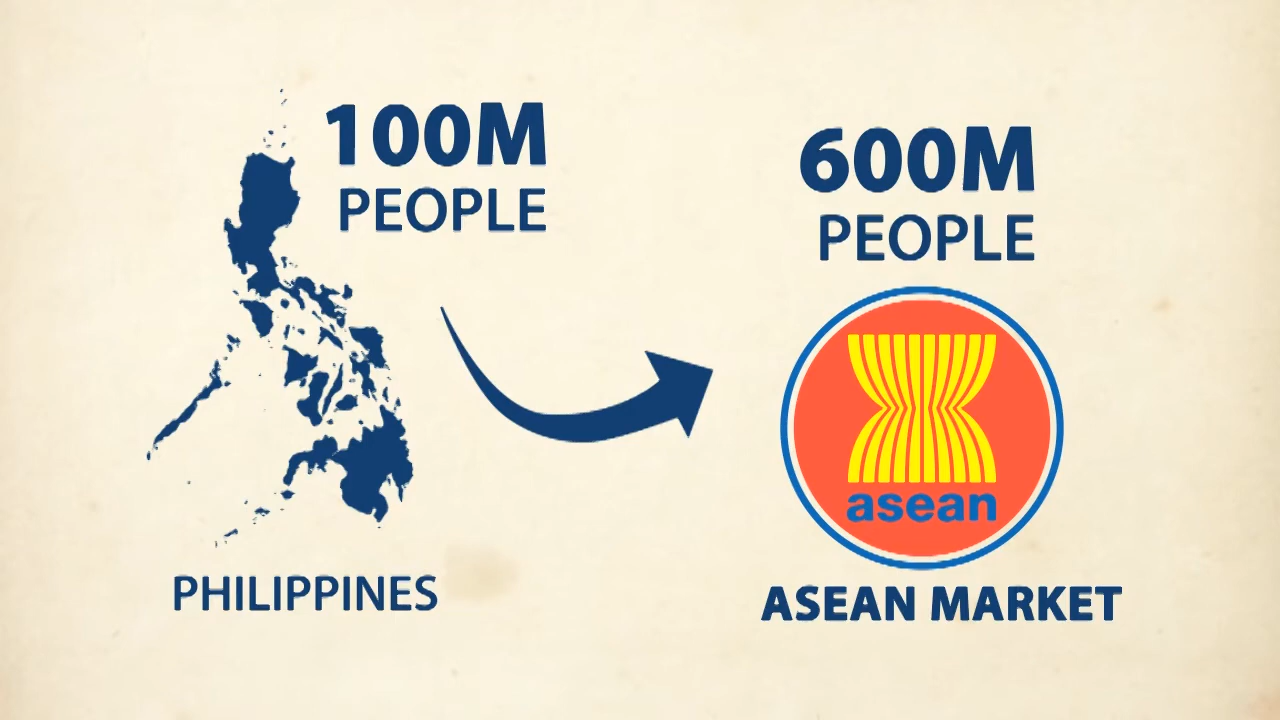 100M
PEOPLE
PHILIPPINES
600M
PEOPLE
asean
ASEAN MARKET